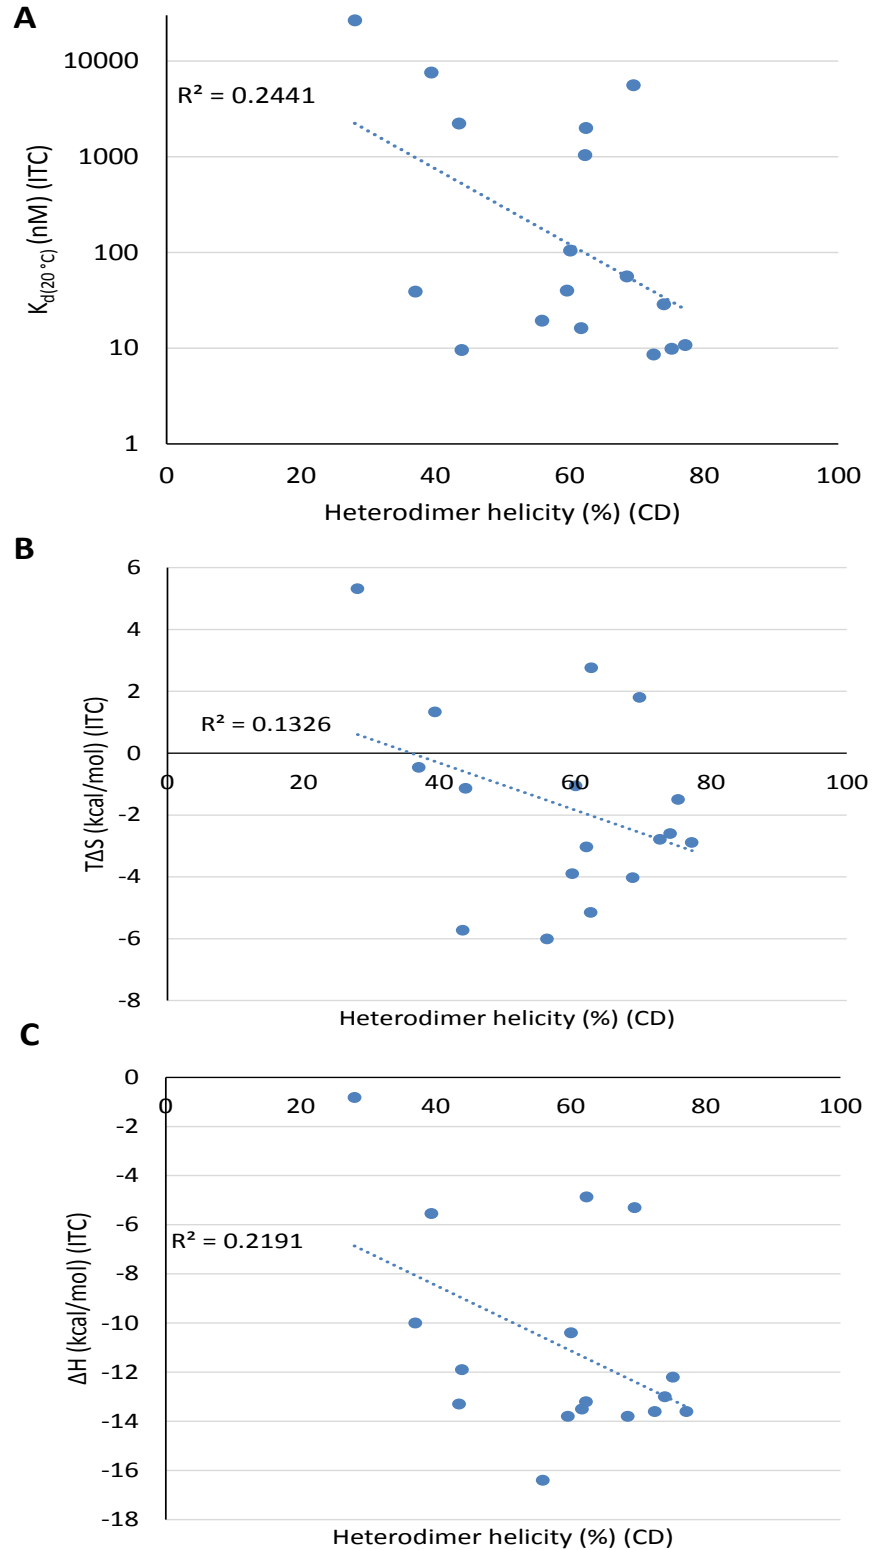 A
10000
R² = 0.2441
1000
100
10
1
K_d(20 °C) (nM) (ITC)
0 20 40 60 80 100
Heterodimer helicity (%) (CD)
B
6
4
2
R² = 0.1326
0
0 20 40 60 80 100
-2
-4
-6
-8
TΔS (kcal/mol) (ITC)
Heterodimer helicity (%) (CD)
C
0
0 20 40 60 80 100
-2
-4
-6
R² = 0.2191
-8
-10
-12
-14
-16
-18
ΔH (kcal/mol) (ITC)
Heterodimer helicity (%) (CD)